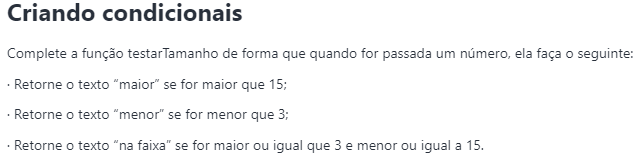 Criando condicionais
Complete a função testarTamanho de forma que quando for passada um número, ela faça o seguinte:
· Retorne o texto “maior” se for maior que 15;
· Retorne o texto “menor” se for menor que 3;
· Retorne o texto “na faixa” se for maior ou igual que 3 e menor ou igual a 15.